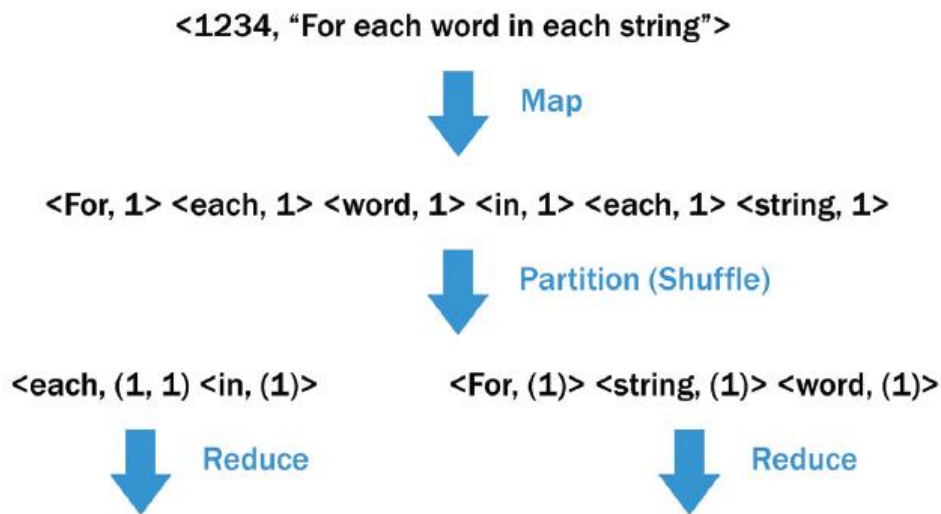 <1234, “For each word in each string”>
Map
<For, 1> <each, 1> <word, 1> <in, 1> <each, 1> <string, 1>
Partition (Shuffle)
<each, (1, 1) <in, (1)>
<For, (1)> <string, (1)> <word, (1)>
Reduce
Reduce